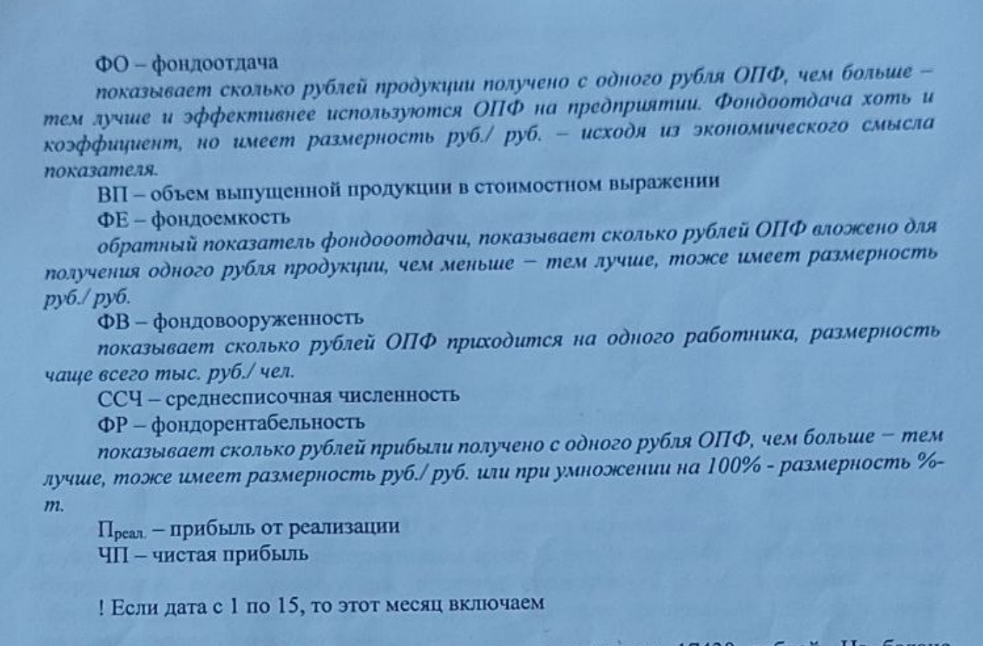 ФО – фондоотдача
показывает сколько рублей продукции получено с одного рубля ОПФ, чем больше –
тем лучше и эффективнее используются ОПФ на предприятии. Фондоотдача хоть и
коэффициент, но имеет размерность руб./ руб. – исходя из экономического смысла
показателя.
ВП – объем выпущенной продукции в стоимостном выражении
ФЕ – фондоемкость
обратный показатель фондооотдачи, показывает сколько рублей ОПФ вложено для
получения одного рубля продукции, чем меньше – тем лучше, тоже имеет размерность
руб./ руб.
ФВ – фондовооруженность
показывает сколько рублей ОПФ приходится на одного работника, размерность
чаще всего тыс. руб./ чел.
ССЧ – среднесписочная численность
ФР – фондорентабельность
показывает сколько рублей прибыли получено с одного рубля ОПФ, чем больше – тем
лучше, тоже имеет размерность руб./ руб. или при умножении на 100% - размерность %-
т.
Преал. – прибыль от реализации
ЧП – чистая прибыль
! Если дата с 1 по 15, то этот месяц включаем